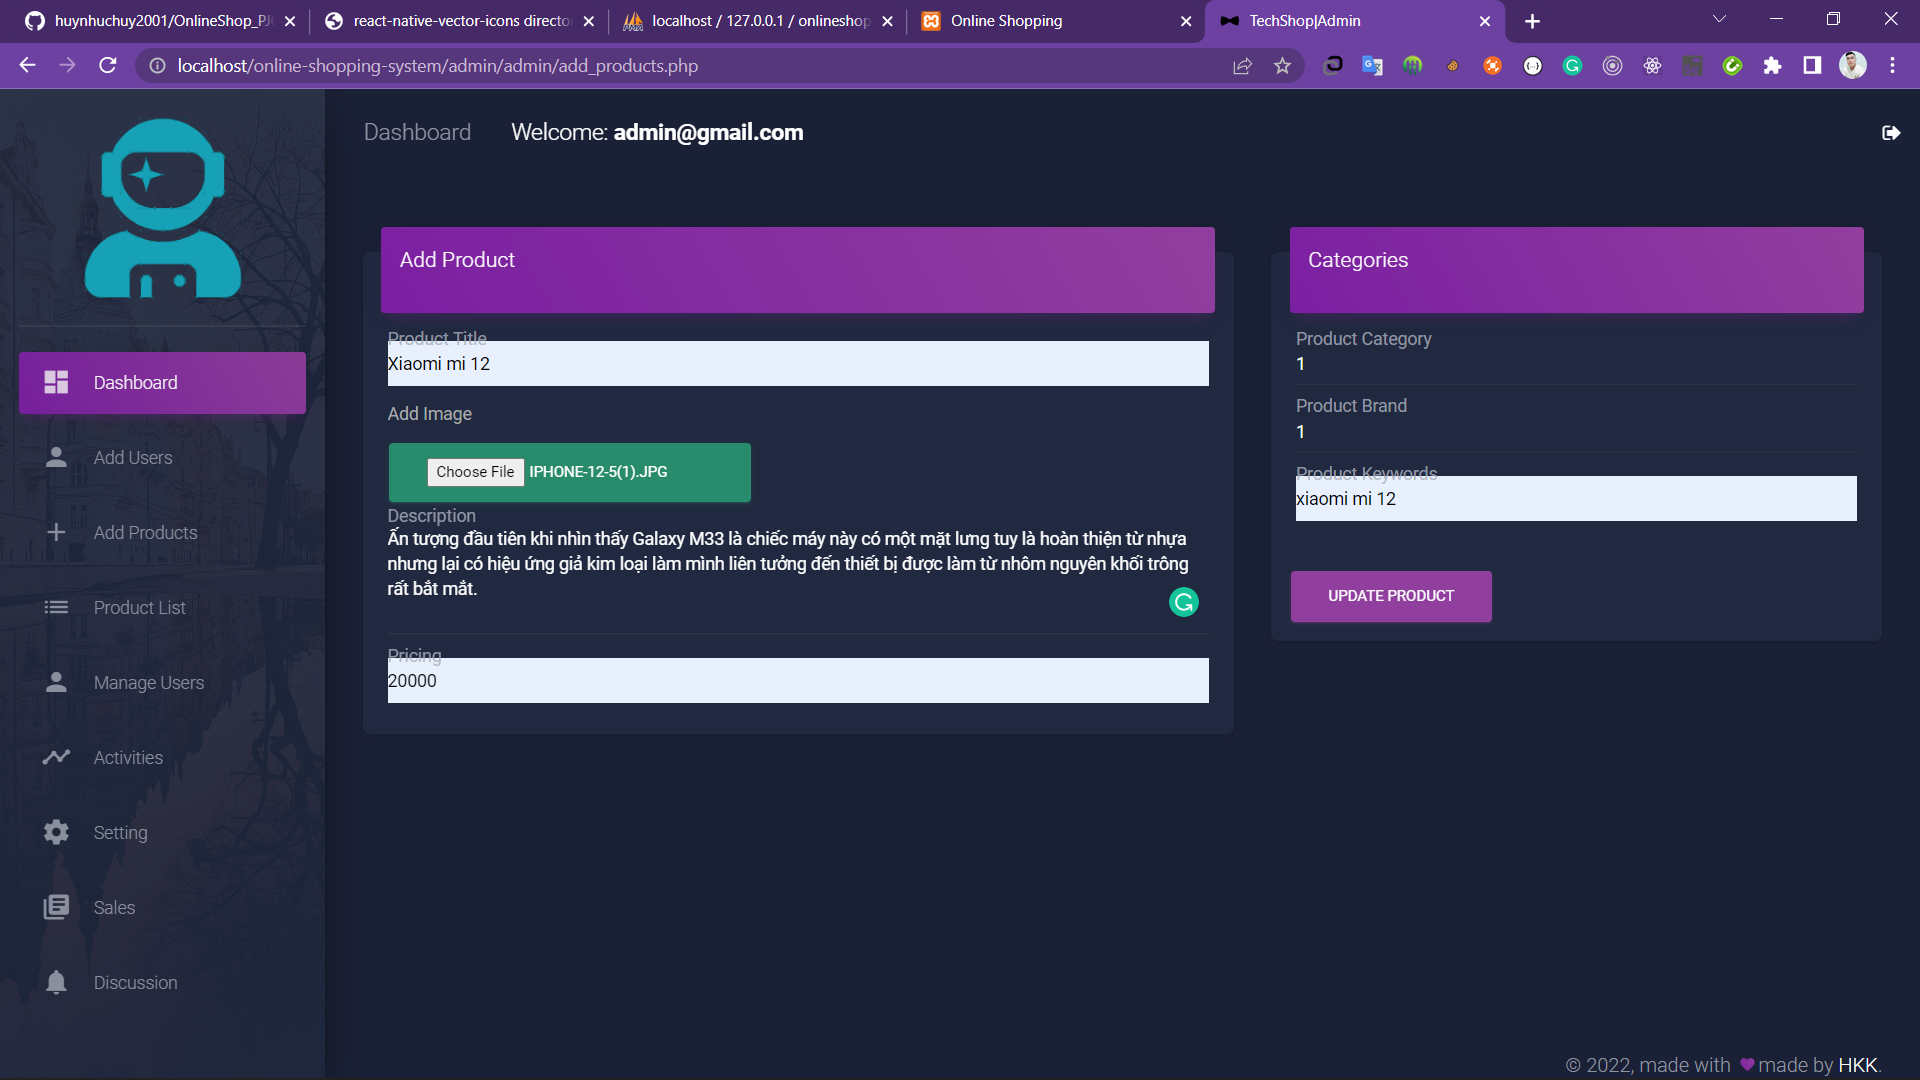 huynhuchuy2001/OnlineShop_PJ
react-native-vector-icons directo
localhost / 127.0.0.1 / onlineshop
Online Shopping
TechShop|Admin
localhost/online-shopping-system/admin/admin/add_products.php
Dashboard
Welcome: admin@gmail.com
Dashboard
Add Users
Add Products
Product List
Manage Users
Activities
Setting
Sales
Discussion
Add Product
Product Title
Xiaomi mi 12
Add Image
Choose File IPHONE-12-5(1).JPG
Description
Ấn tượng đầu tiên khi nhìn thấy Galaxy M33 là chiếc máy này có một mặt lưng tuy là hoàn thiện từ nhựa
nhưng lại có hiệu ứng giả kim loại làm mình liên tưởng đến thiết bị được làm từ nhôm nguyên khối trông
rất bắt mắt.
Pricing
20000
Categories
Product Category
1
Product Brand
1
Product Keywords
xiaomi mi 12
UPDATE PRODUCT
© 2022, made with made by HKK.